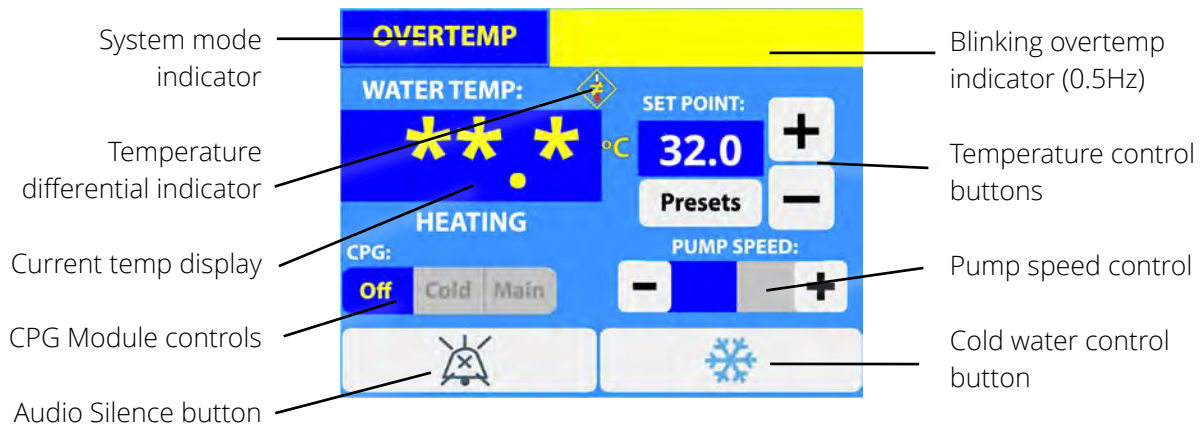 System mode
indicator
Temperature
differential indicator
Current temp display
CPG Module controls
Audio Silence button
OVERTEMP
WATER TEMP:
**.*
°C
HEATING
SET POINT:
32.0
+
−
Presets
CPG:
Off Cold Main
PUMP SPEED:
− +
Blinking overtemp
indicator (0.5Hz)
Temperature control
buttons
Pump speed control
Cold water control
button